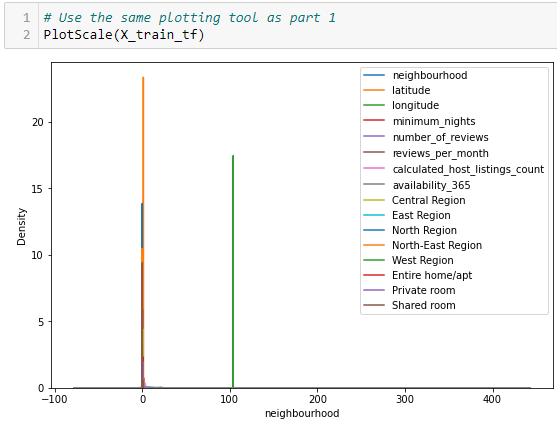 1 # Use the same plotting tool as part 1
2 PlotScale(X_train_tf)
neighbourhood
latitude
longitude
minimum_nights
number_of_reviews
reviews_per_month
calculated_host_listings_count
availability_365
Central Region
East Region
North Region
North-East Region
West Region
Entire home/apt
Private room
Shared room
Density
20
15
10
5
0
−100 0 100 200 300 400
neighbourhood